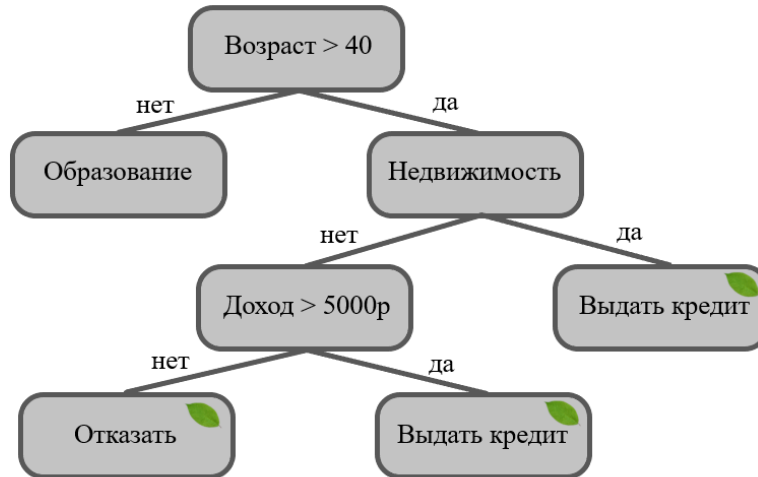 Возраст > 40
нет
да
Образование
Недвижимость
нет
да
Доход > 5000р
Выдать кредит
нет
да
Отказать
Выдать кредит